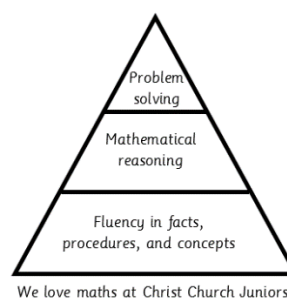 Problem
solving
Mathematical
reasoning
Fluency in facts,
procedures, and concepts
We love maths at Christ Church Juniors